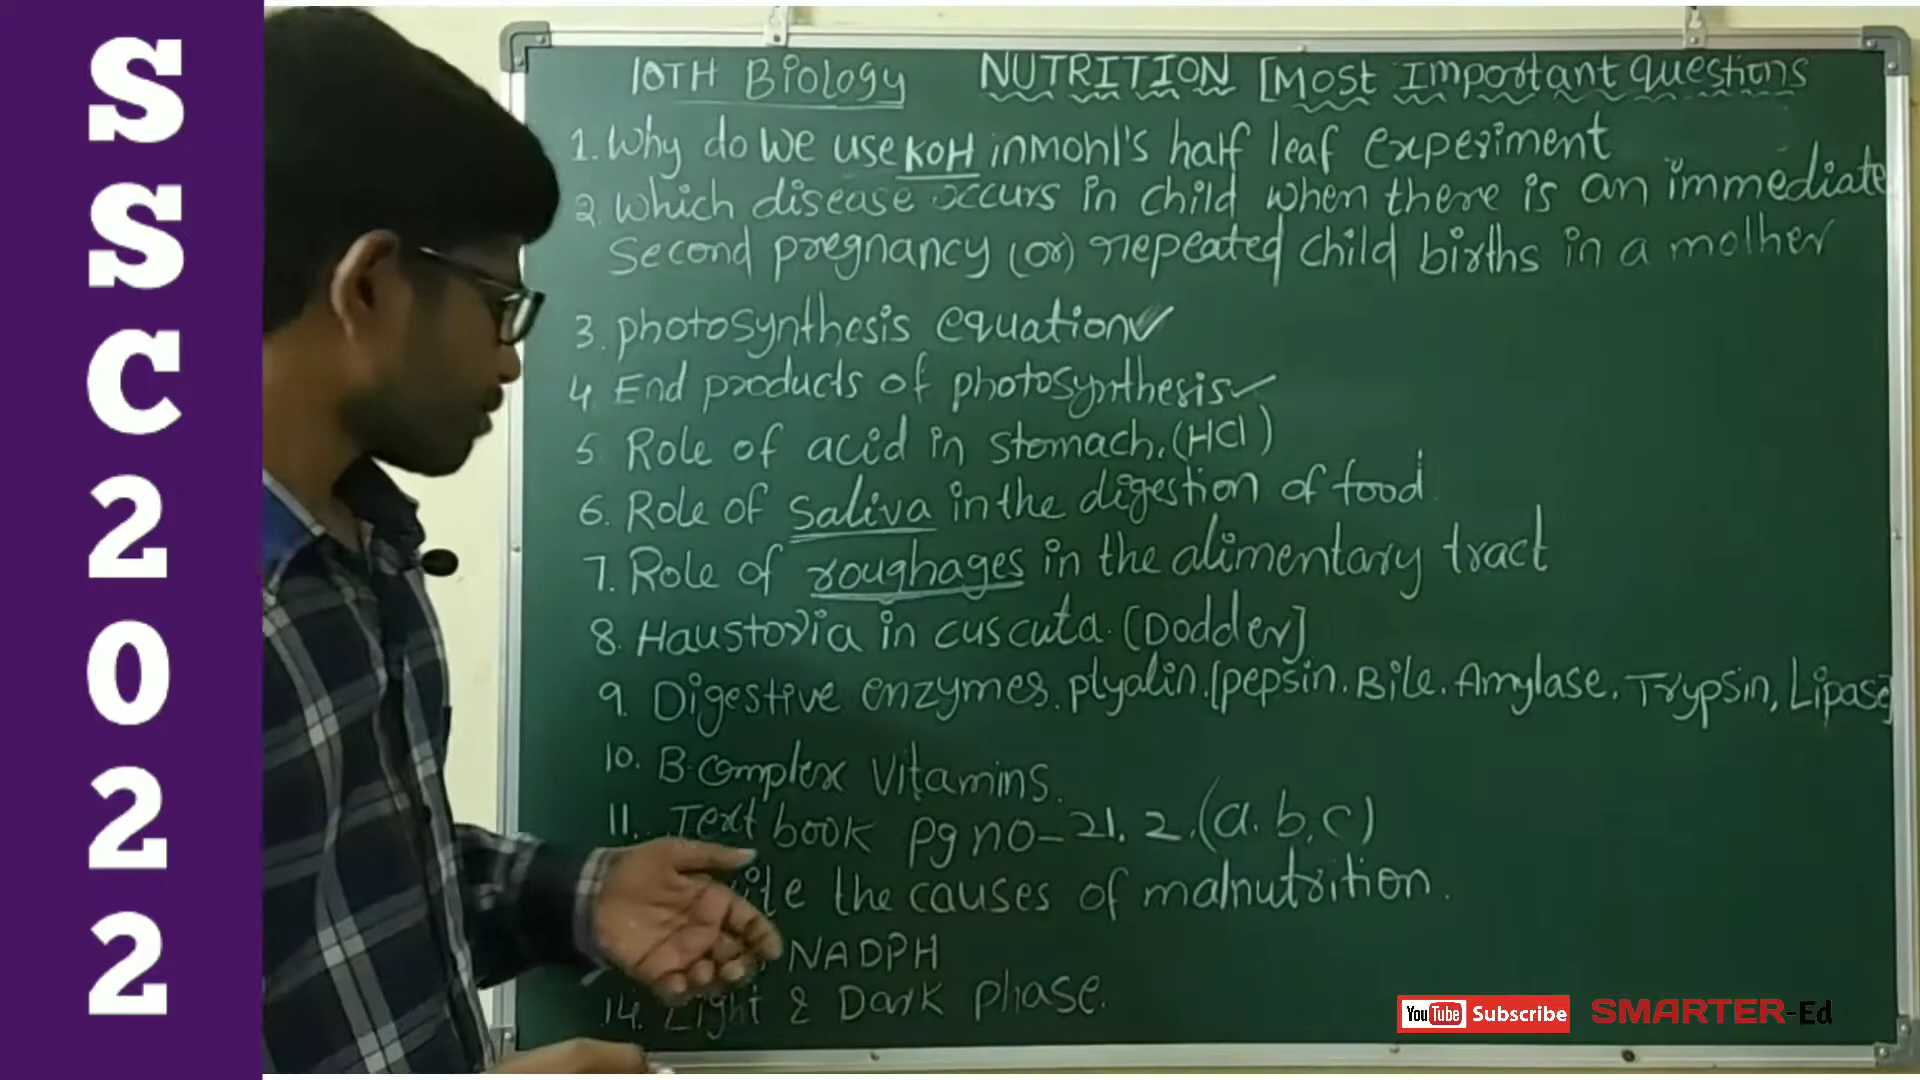 SSC2022
10TH Biology NUTRITION [Most Important Questions
1. Why do we use KOH in mohl's half leaf experiment
2. Which disease occurs in child when there is an immediate
second pregnancy (or) repeated child births in a mother
3. photosynthesis equation✓
4. End products of photosynthesis✓
5 Role of acid in stomach. (HCl)
6. Role of saliva in the digestion of food.
7. Role of roughages in the alimentary tract
8. Haustoria in cuscuta. [Dodder]
9. Digestive enzymes. ptyalin. [pepsin. Bile. Amylase. Trypsin, Lipase]
10. B-complex Vitamins.
11. Text book pg no - 21. 2. (a. b, c)
the causes of malnutrition.
NADPH
14. Light & Dark phase.
YouTube Subscribe SMARTER-Ed